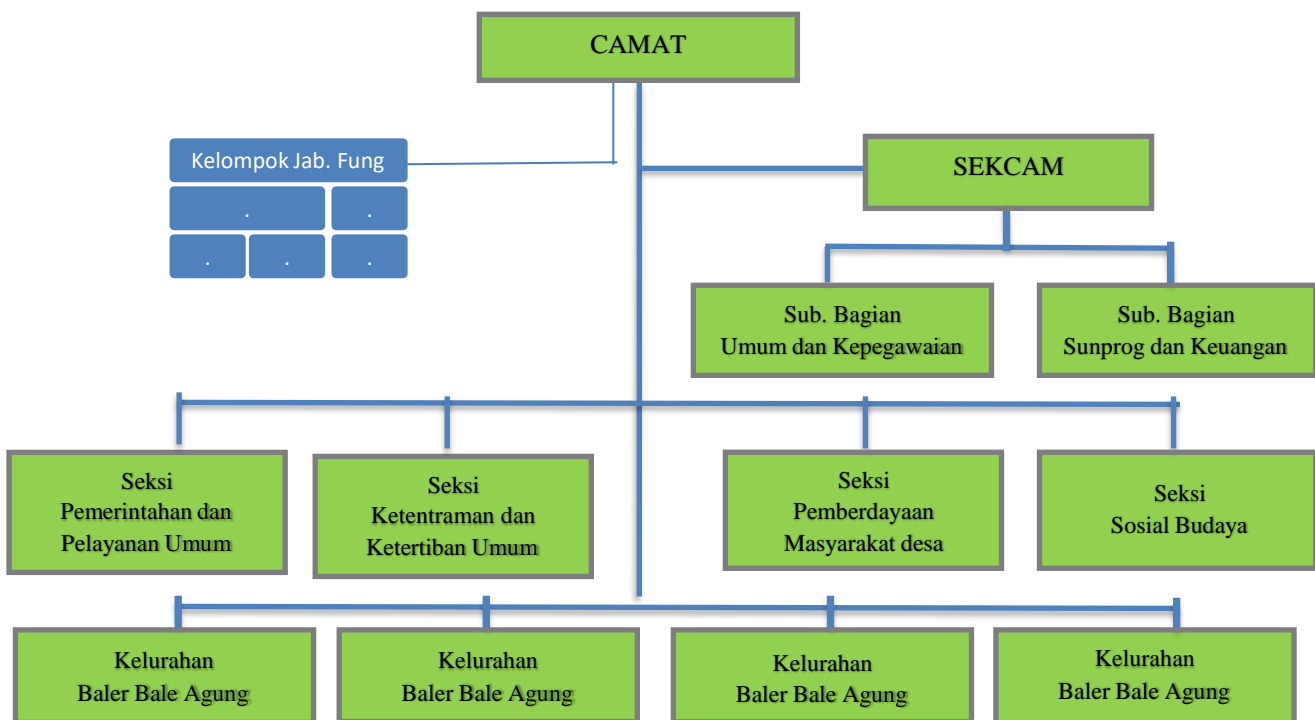 CAMAT
Kelompok Jab. Fung
SEKCAM
. .
. . .
Sub. Bagian
Umum dan Kepegawaian
Sub. Bagian
Sunprog dan Keuangan
Seksi
Pemerintahan dan
Pelayanan Umum
Seksi
Ketentraman dan
Ketertiban Umum
Seksi
Pemberdayaan
Masyarakat desa
Seksi
Sosial Budaya
Kelurahan
Baler Bale Agung
Kelurahan
Baler Bale Agung
Kelurahan
Baler Bale Agung
Kelurahan
Baler Bale Agung